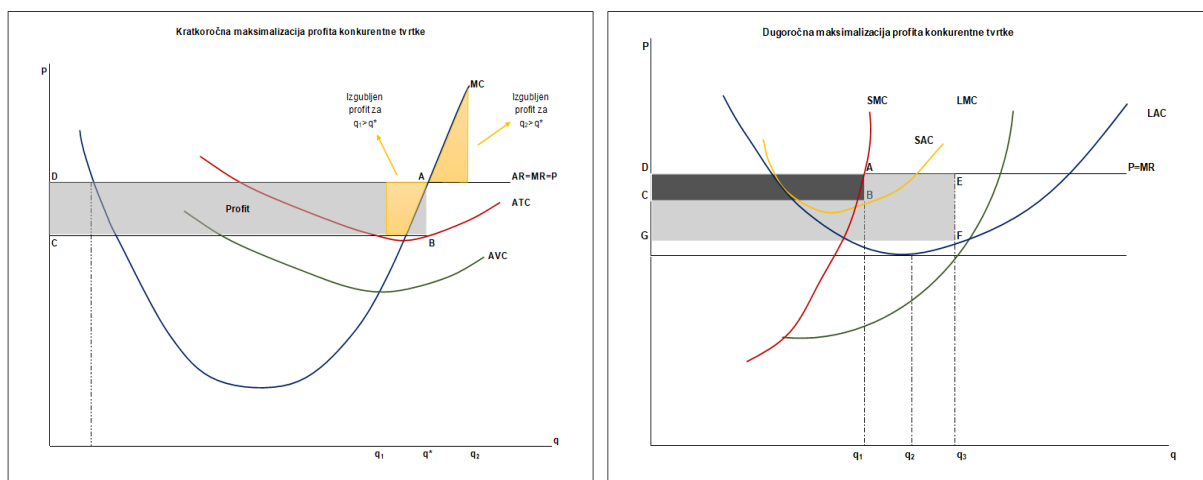 Kratkoročna maksimalizacija profita konkurentne tvrtke
P
MC
Izgubljen
profit za
q₁>q*
Izgubljen
profit za
q₂>q*
D
A
AR=MR=P
ATC
Profit
C
B
AVC
q
q₁
q*
q₂
Dugoročna maksimalizacija profita konkurentne tvrtke
P
SMC
LMC
LAC
SAC
D
A
P=MR
E
C
B
G
F
q₁
q₂
q₃
q